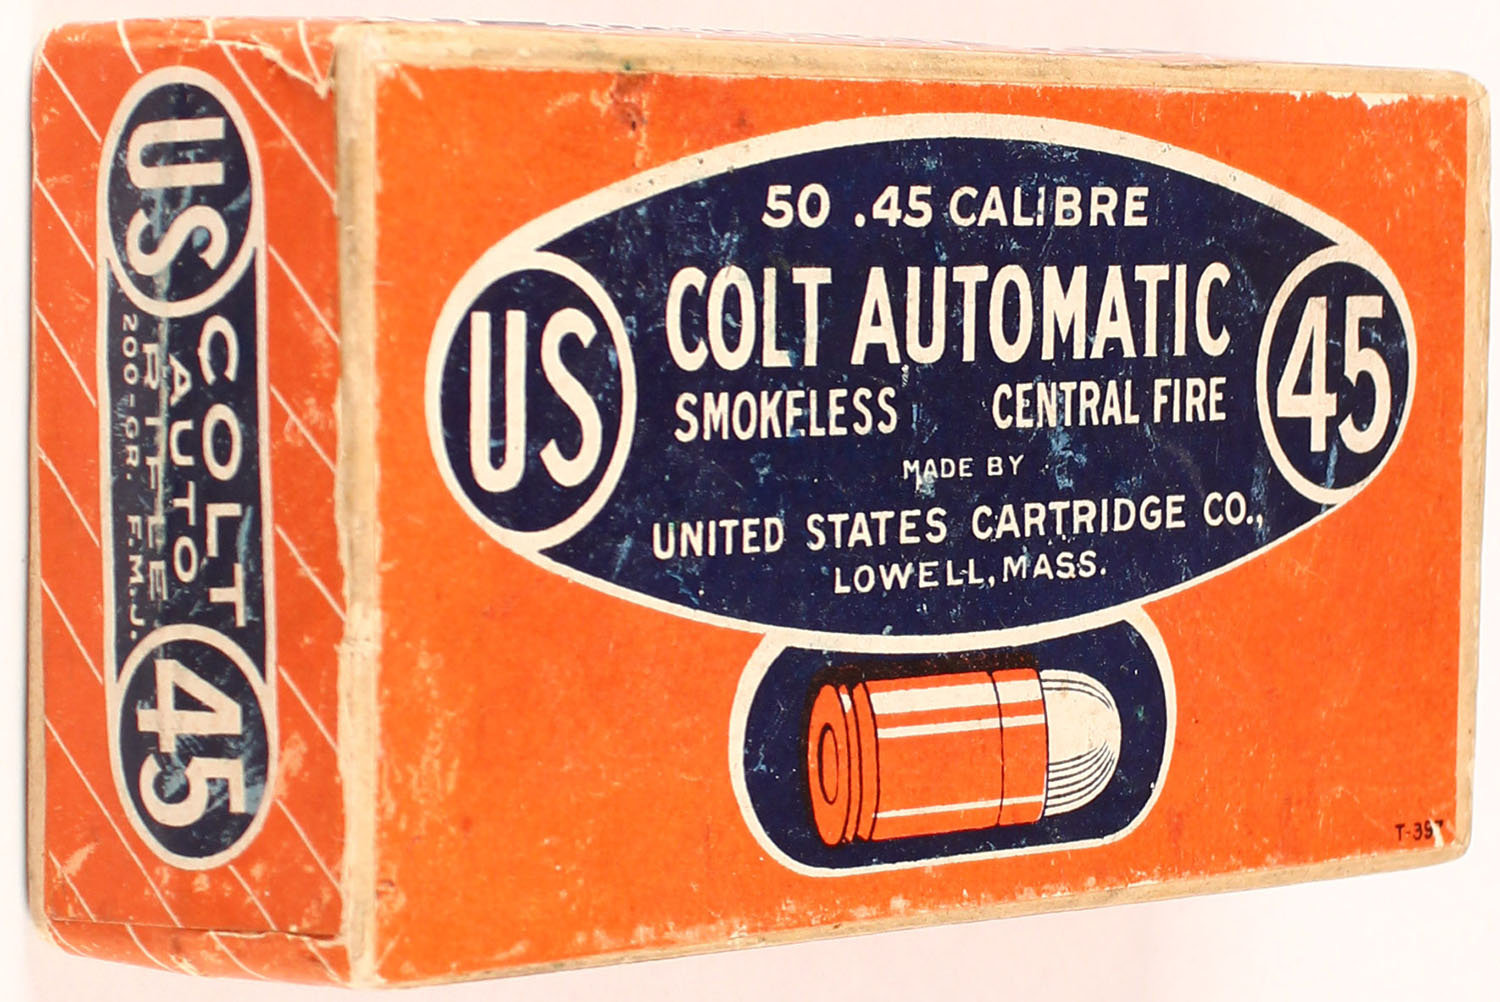 50 .45 CALIBRE
US
COLT AUTOMATIC
45
SMOKELESS CENTRAL FIRE
MADE BY
UNITED STATES CARTRIDGE CO.,
LOWELL, MASS.
US
COLT
AUTO
RIFLE
200-GR. F.M.J.
45